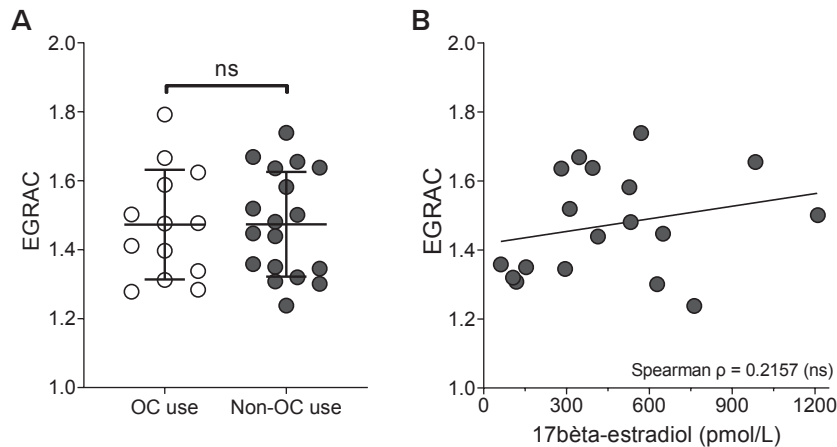 A
B
ns
2.0
1.8
1.6
1.4
1.2
1.0
EGRAC
OC use
Non-OC use
2.0
1.8
1.6
1.4
1.2
1.0
EGRAC
Spearman ρ = 0.2157 (ns)
0
300
600
900
1200
17bèta-estradiol (pmol/L)